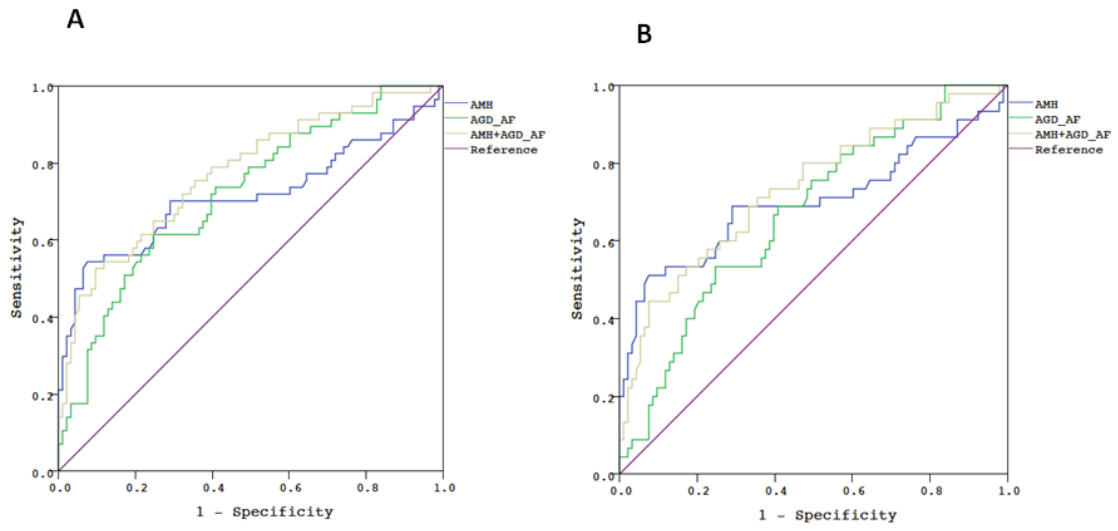 A
1.0
0.8
0.6
0.4
0.2
0.0
Sensitivity
0.0 0.2 0.4 0.6 0.8 1.0
1 - Specificity
AMH
AGD_AF
AMH+AGD_AF
Reference
B
1.0
0.8
0.6
0.4
0.2
0.0
Sensitivity
0.0 0.2 0.4 0.6 0.8 1.0
1 - Specificity
AMH
AGD_AF
AMH+AGD_AF
Reference